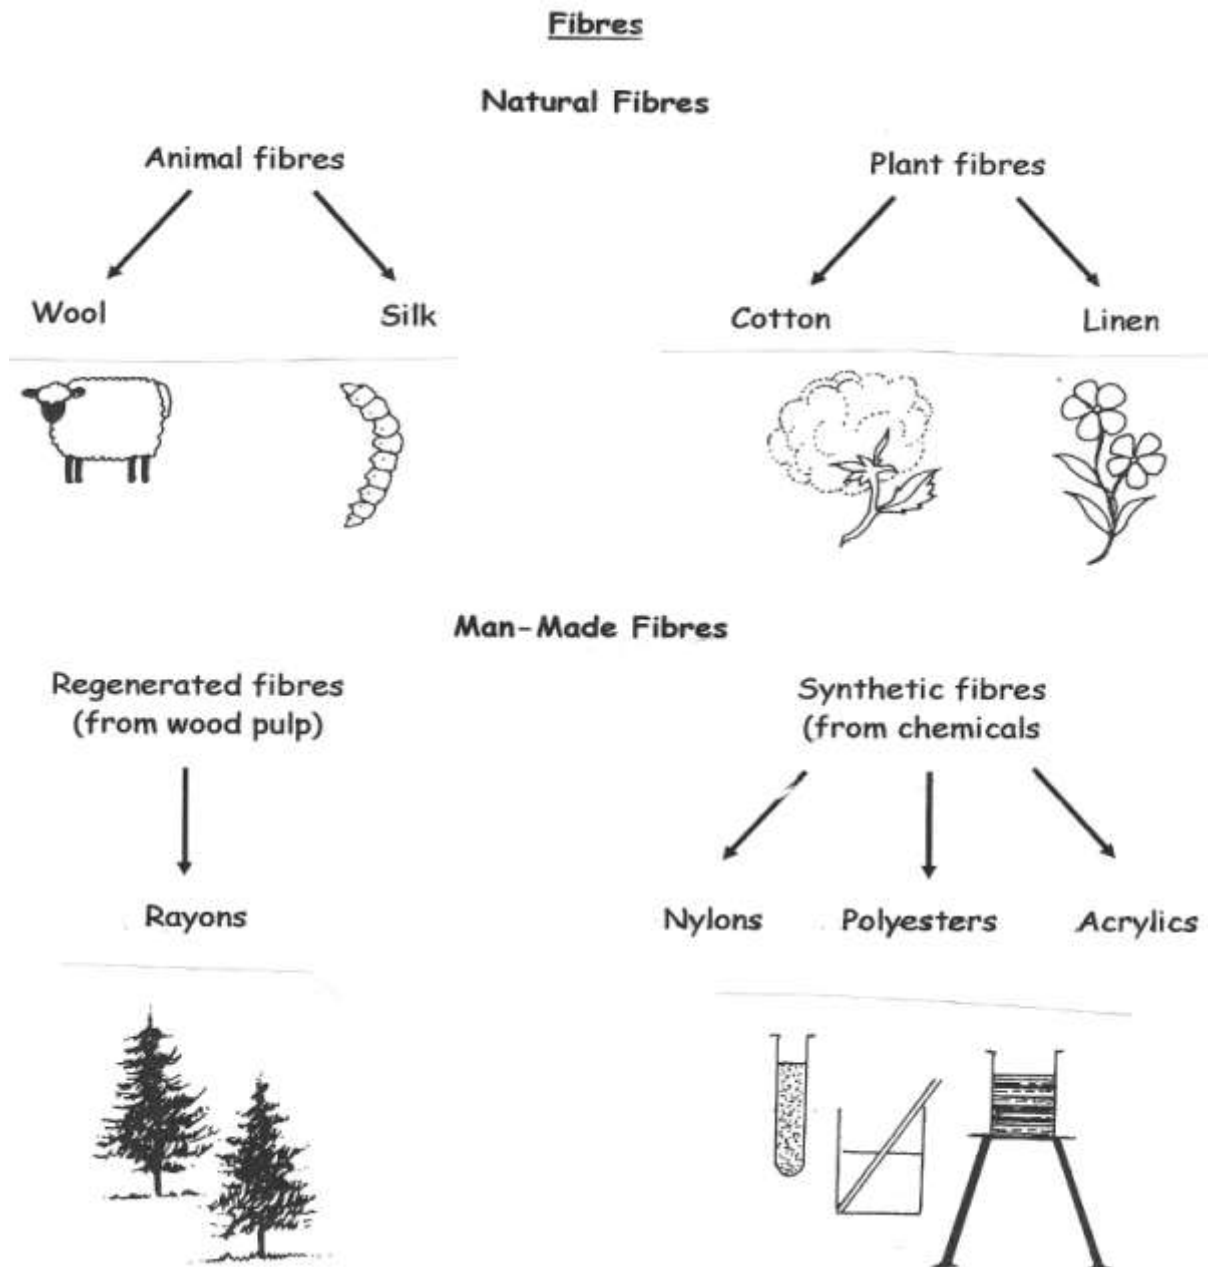 Fibres
Natural Fibres
Animal fibres
Plant fibres
Wool
Silk
Cotton
Linen
Man-Made Fibres
Regenerated fibres
(from wood pulp)
Synthetic fibres
(from chemicals
Rayons
Nylons
Polyesters
Acrylics